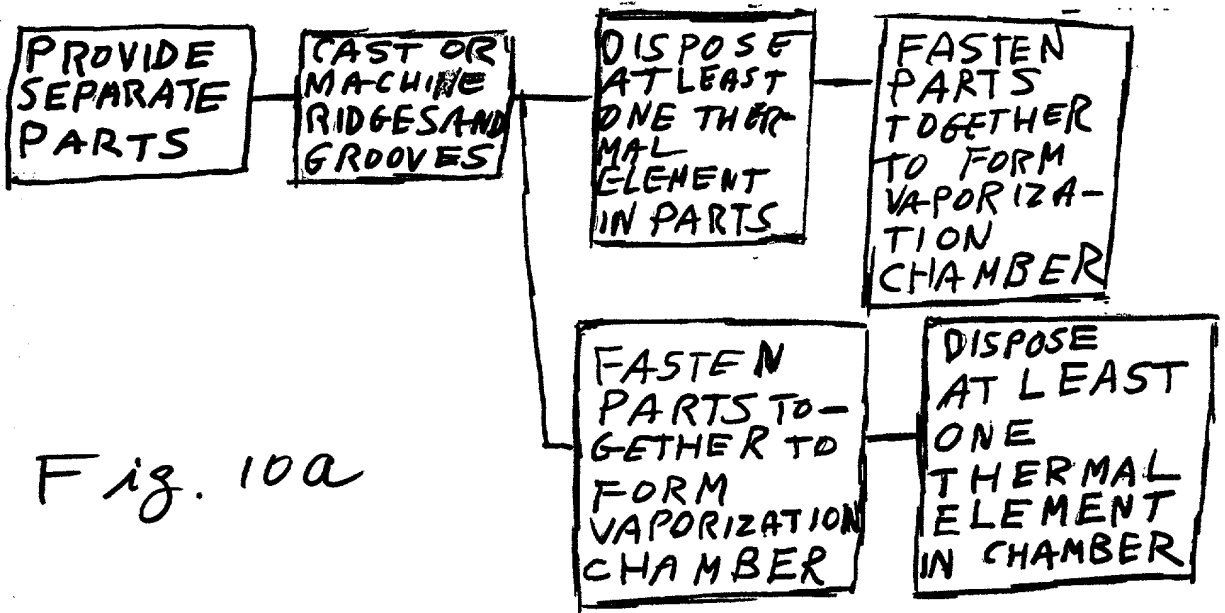 PROVIDE
SEPARATE
PARTS
CAST OR
MACHINE
RIDGES AND
GROOVES
DISPOSE
AT LEAST
ONE THER-
MAL
ELEMENT
IN PARTS
FASTEN
PARTS
TOGETHER
TO FORM
VAPORIZA-
TION
CHAMBER
FASTEN
PARTS TO-
GETHER TO
FORM
VAPORIZATION
CHAMBER
DISPOSE
AT LEAST
ONE
THERMAL
ELEMENT
IN CHAMBER
Fig. 10a